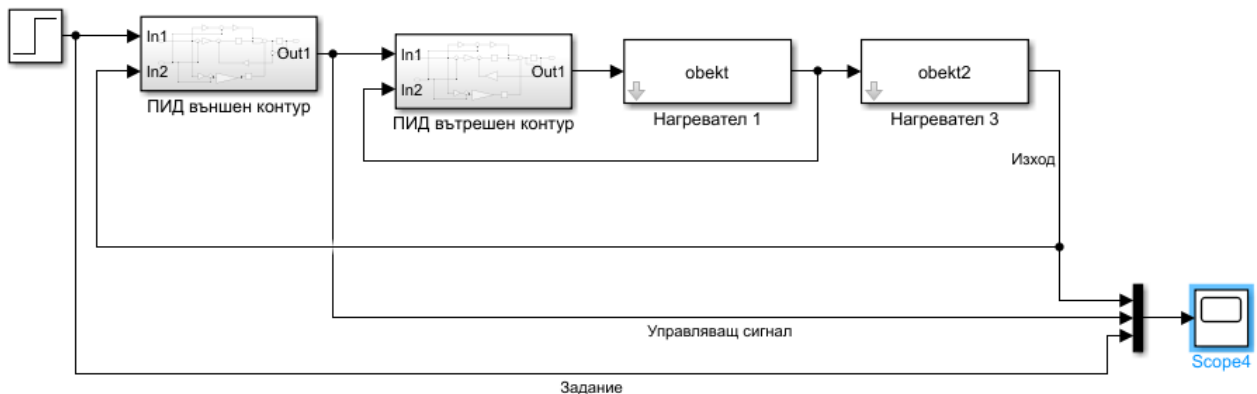 In1
In2
Out1
ПИД външен контур
In1
In2
Out1
ПИД вътрешен контур
obekt
Нагревател 1
obekt2
Нагревател 3
Изход
Управляващ сигнал
Задание
Scope4